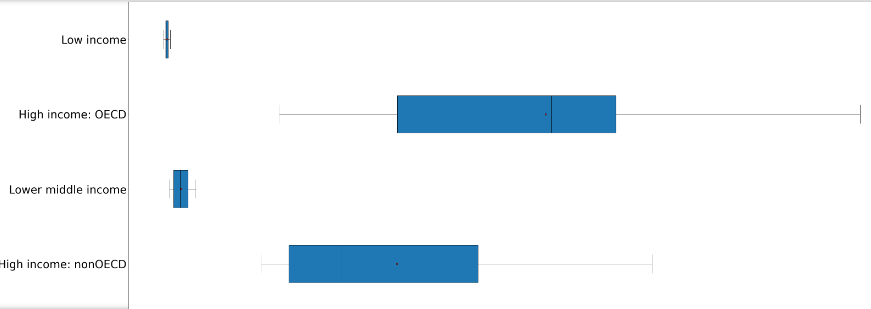 Low income
High income: OECD
Lower middle income
High income: nonOECD